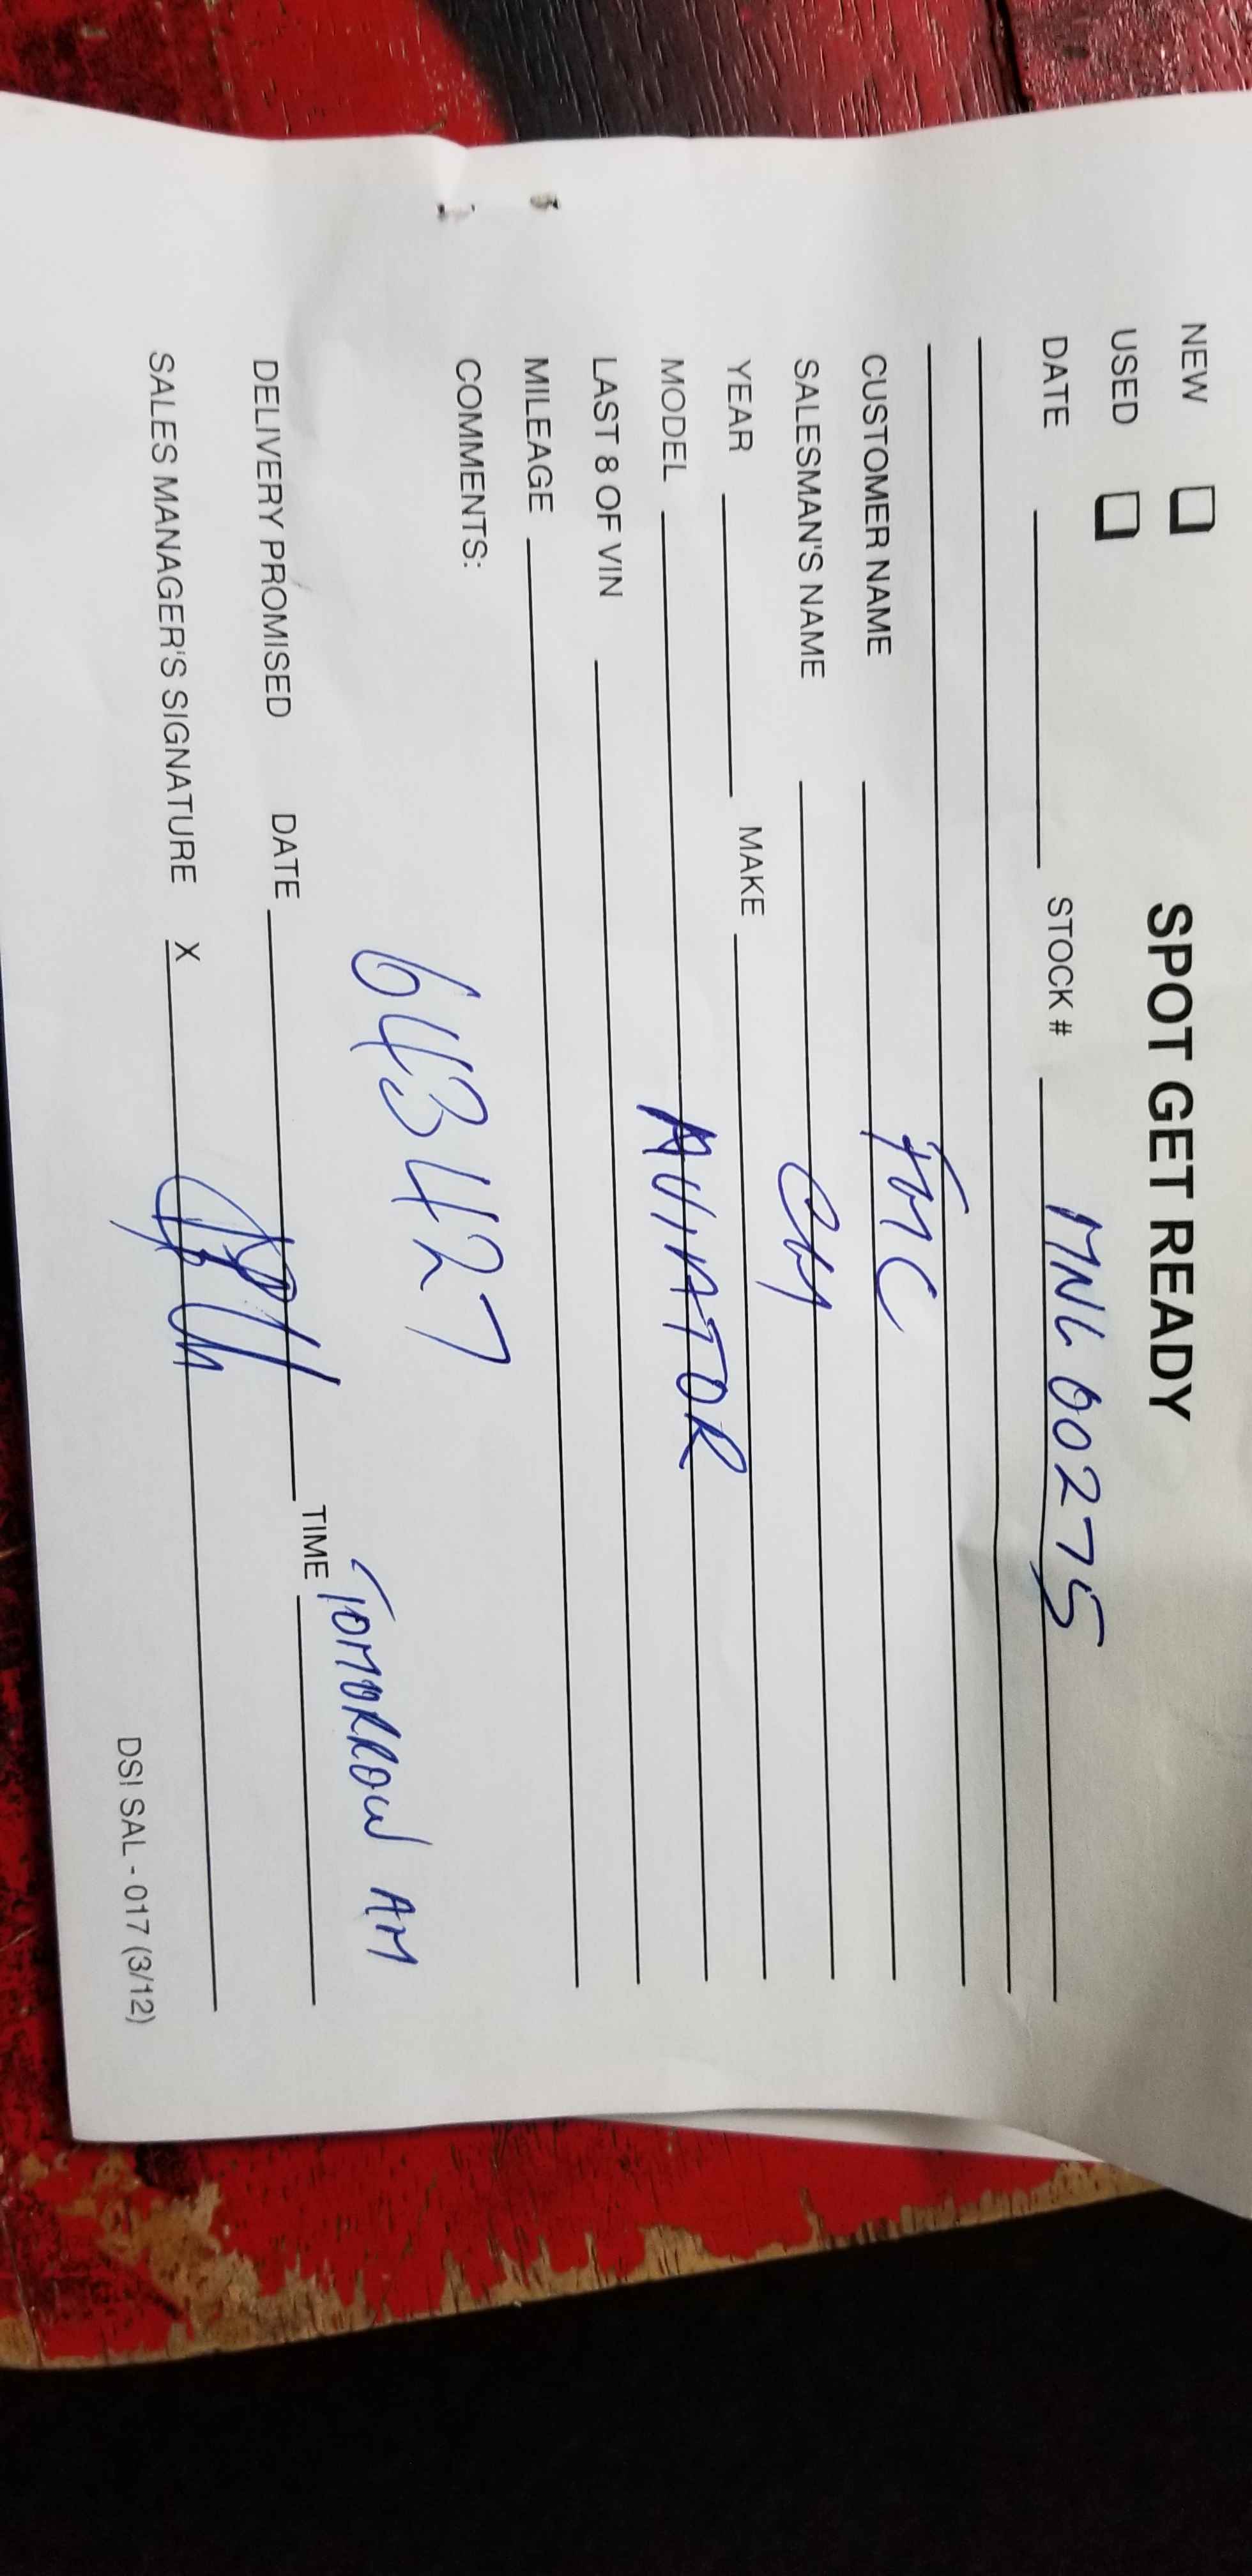 SPOT GET READY
NEW
USED
DATE STOCK # MNL 00275
CUSTOMER NAME FMC
SALESMAN'S NAME
YEAR MAKE
MODEL AVIATOR
LAST 8 OF VIN
MILEAGE
COMMENTS:
643427
TOMORROW AM
DELIVERY PROMISED DATE TIME
SALES MANAGER'S SIGNATURE X
DSI SAL - 017 (3/12)